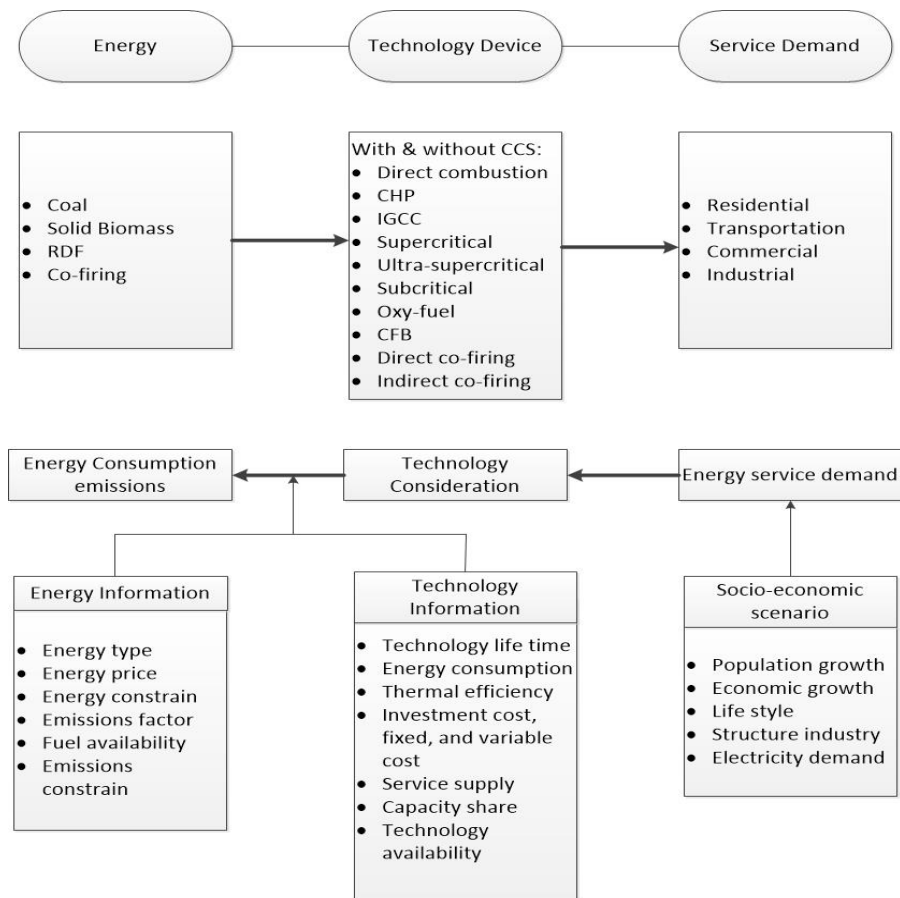 Energy
Technology Device
Service Demand
• Coal
• Solid Biomass
• RDF
• Co-firing
With & without CCS:
• Direct combustion
• CHP
• IGCC
• Supercritical
• Ultra-supercritical
• Subcritical
• Oxy-fuel
• CFB
• Direct co-firing
• Indirect co-firing
• Residential
• Transportation
• Commercial
• Industrial
Energy Consumption
emissions
Technology
Consideration
Energy service demand
Energy Information
• Energy type
• Energy price
• Energy constrain
• Emissions factor
• Fuel availability
• Emissions
constrain
Technology
Information
• Technology life time
• Energy consumption
• Thermal efficiency
• Investment cost,
fixed, and variable
cost
• Service supply
• Capacity share
• Technology
availability
Socio-economic
scenario
• Population growth
• Economic growth
• Life style
• Structure industry
• Electricity demand